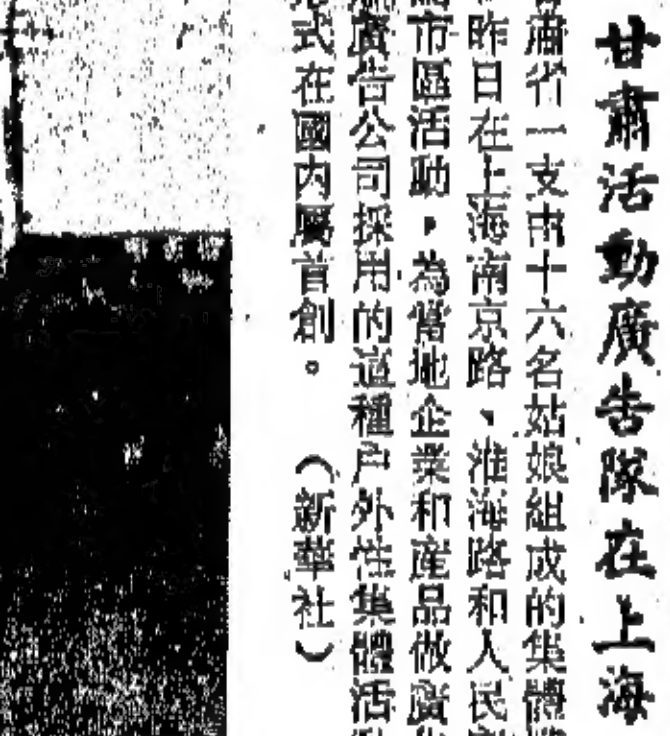 甘肅活動廣告隊在上海
肅省一支由十六名姑娘組成的集體
昨日在上海南京路、淮海路和人民
市區活動，為當地企業和產品做廣
廣告公司採用的這種戶外性集體活
式在國內屬首創。（新華社）